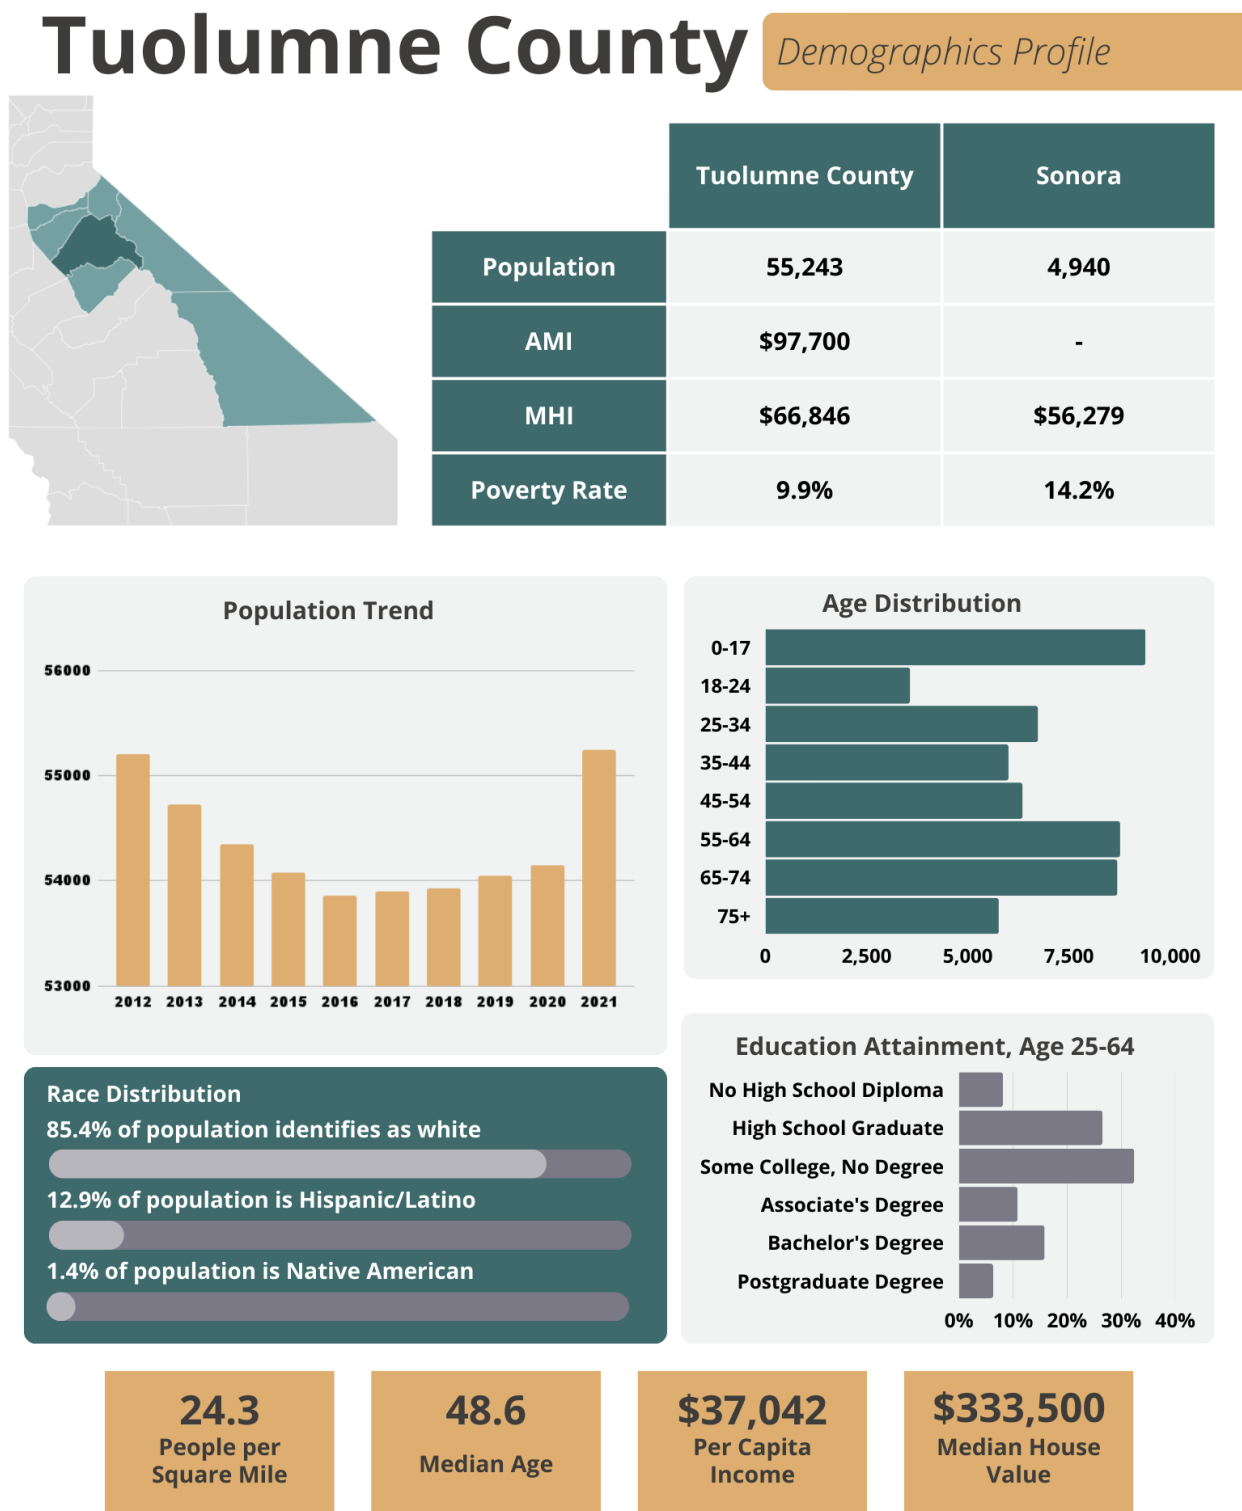 Tuolumne County
Demographics Profile
Tuolumne County Sonora
Population 55,243 4,940
AMI $97,700 -
MHI $66,846 $56,279
Poverty Rate 9.9% 14.2%
Population Trend
56000
55000
54000
53000
2012 2013 2014 2015 2016 2017 2018 2019 2020 2021
Age Distribution
0-17
18-24
25-34
35-44
45-54
55-64
65-74
75+
0 2,500 5,000 7,500 10,000
Race Distribution
85.4% of population identifies as white
12.9% of population is Hispanic/Latino
1.4% of population is Native American
Education Attainment, Age 25-64
No High School Diploma
High School Graduate
Some College, No Degree
Associate's Degree
Bachelor's Degree
Postgraduate Degree
0% 10% 20% 30% 40%
24.3
People per
Square Mile
48.6
Median Age
$37,042
Per Capita
Income
$333,500
Median House
Value